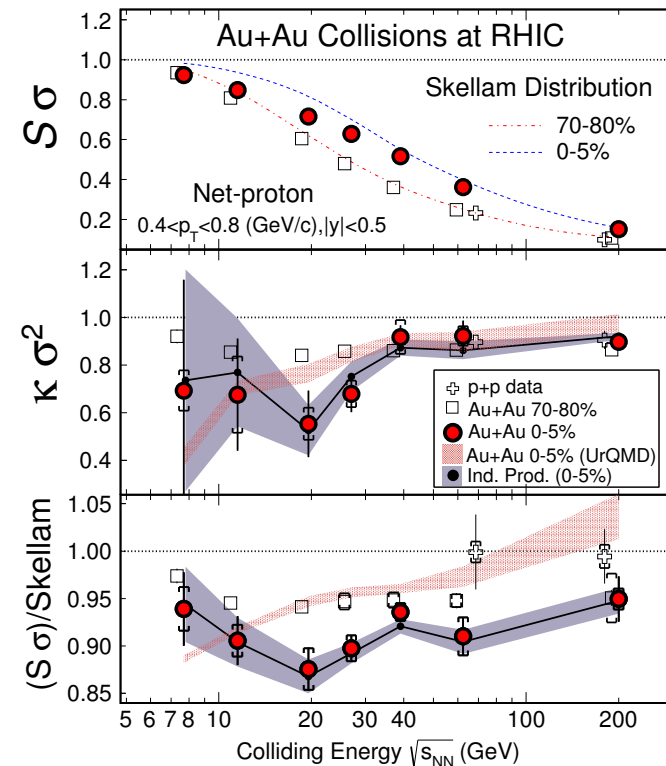 Au+Au Collisions at RHIC
Skellam Distribution
70-80%
0-5%
Net-proton
0.4<p_T<0.8 (GeV/c),|y|<0.5
S σ
1.0
0.8
0.6
0.4
0.2
κ σ²
1.2
1.0
0.8
0.6
0.4
p+p data
Au+Au 70-80%
Au+Au 0-5%
Au+Au 0-5% (UrQMD)
Ind. Prod. (0-5%)
(S σ)/Skellam
1.05
1.00
0.95
0.90
0.85
5 6 7 8 10 20 30 40 100 200
Colliding Energy √s_NN (GeV)